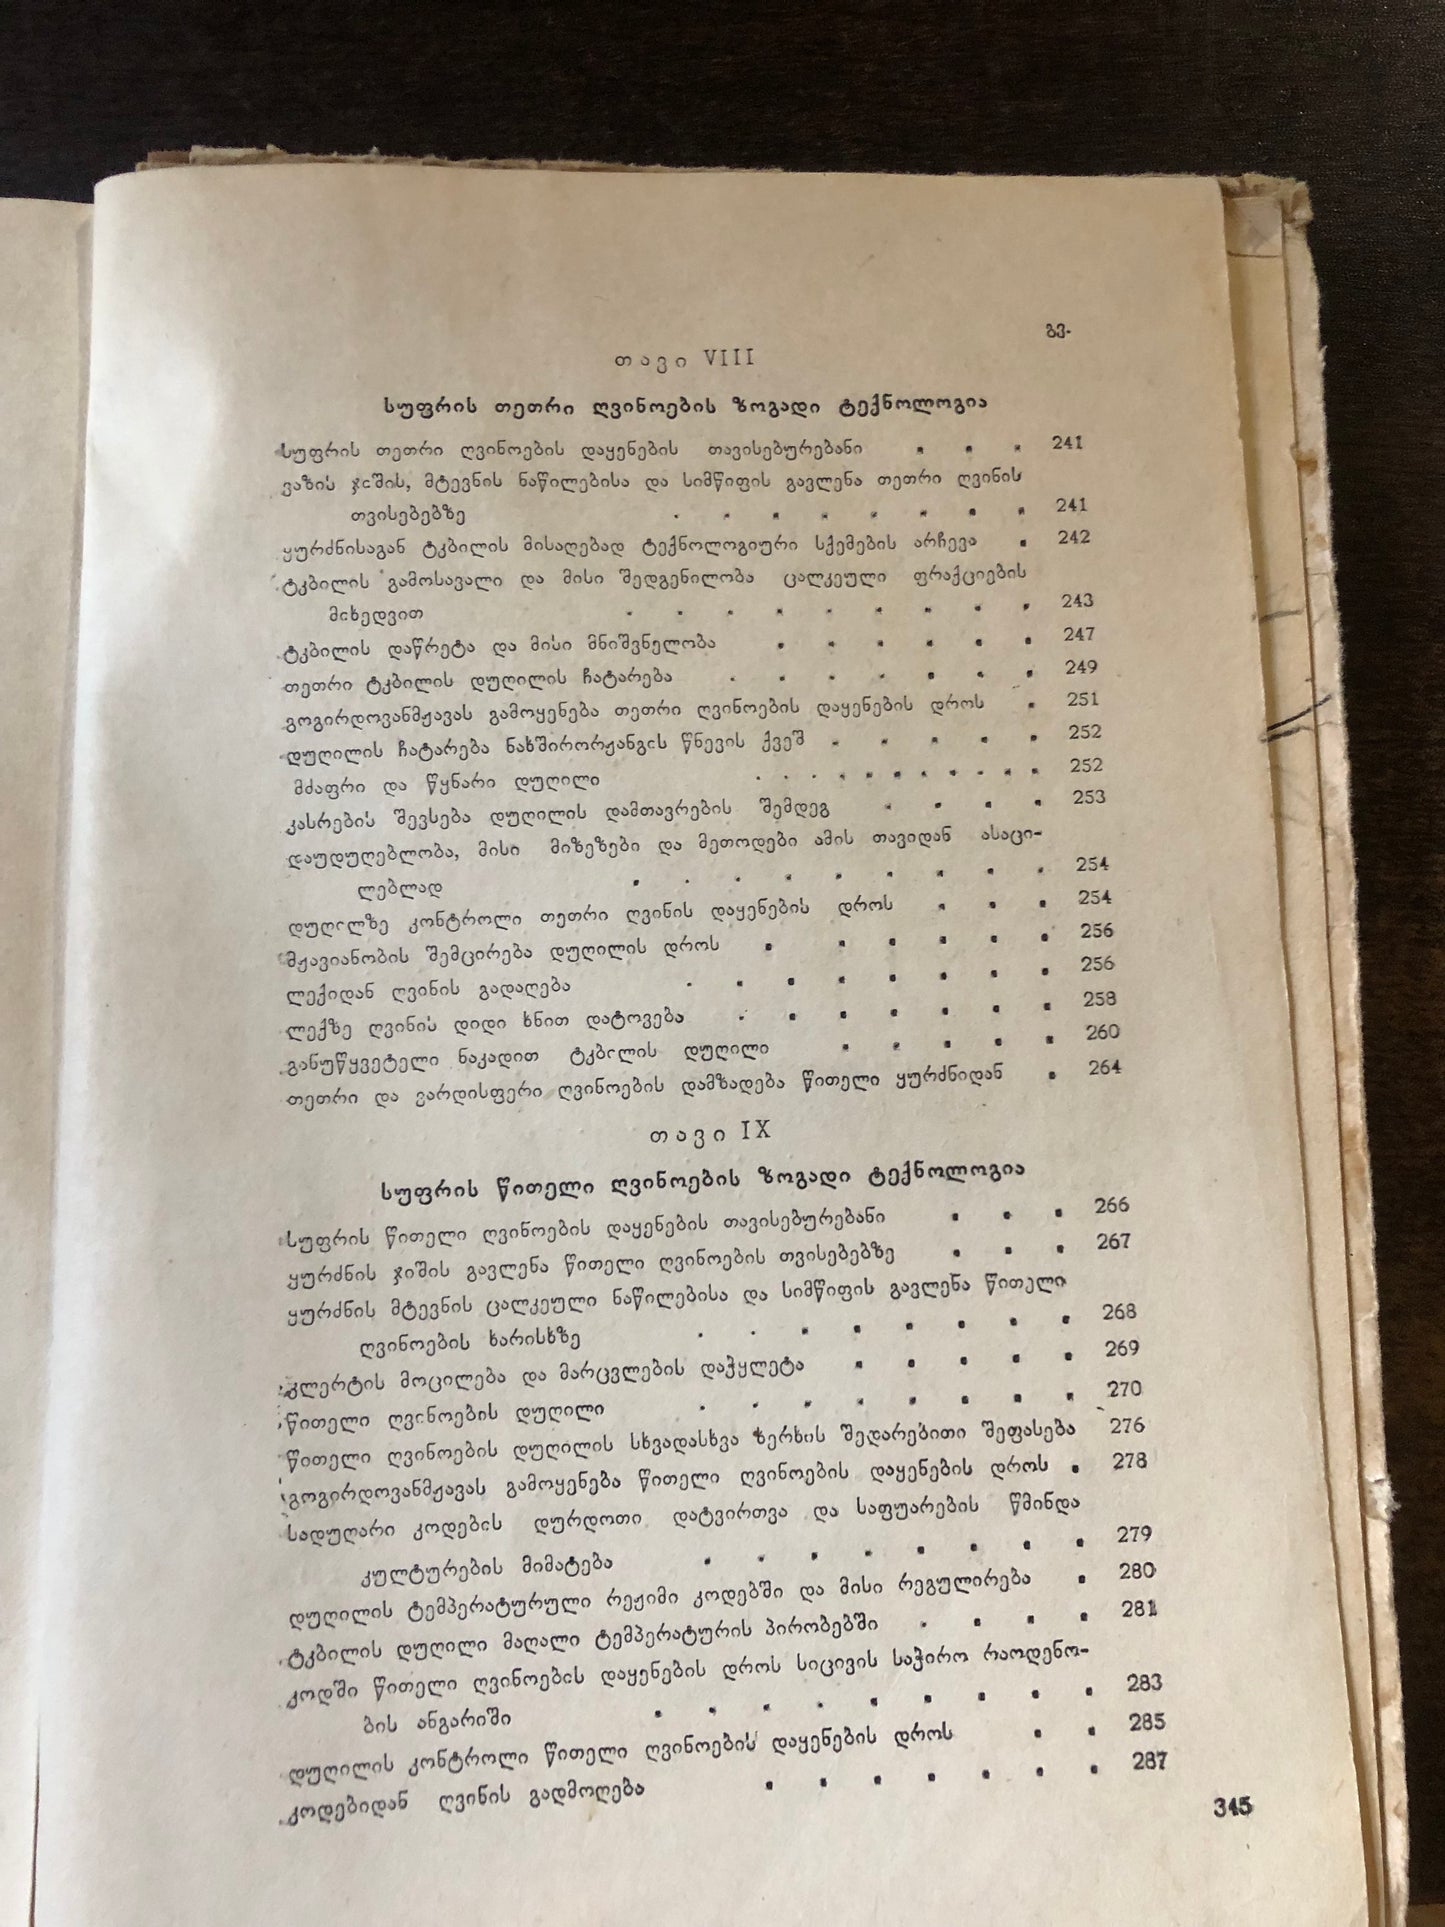 გვ.
თავი VIII
სუფრის თეთრი ღვინოების ზოგადი ტექნოლოგია
სუფრის თეთრი ღვინოების დაყენების თავისებურებანი . . . 241
ვაზის ჯიშის, მტევნის ნაწილებისა და სიმწიფის გავლენა თეთრი ღვინის
თვისებებზე . . . . . . . . 241
ყურძნისაგან ტკბილის მისაღებად ტექნოლოგიური სქემების არჩევა . 242
ტკბილის გამოსავალი და მისი შედგენილობა ცალკეული ფრაქციების
მიხედვით . . . . . . . . . 243
ტკბილის დაწრეტა და მისი მნიშვნელობა . . . . . . 247
თეთრი ტკბილის დუღილის ჩატარება . . . . . . . 249
გოგირდოვანმჟავას გამოყენება თეთრი ღვინოების დაყენების დროს . 251
დუღილის ჩატარება ნახშირორჟანგის წნევის ქვეშ . . . . . 252
მძაფრი და წყნარი დუღილი . . . . . . . . . . . 252
კასრების შევსება დუღილის დამთავრების შემდეგ . . . . 253
დაუდუღებლობა, მისი მიზეზები და მეთოდები ამის თავიდან ასაცი-
ლებლად . . . . . . . . . 254
დუღილზე კონტროლი თეთრი ღვინის დაყენების დროს . . . 254
მჟავიანობის შემცირება დუღილის დროს . . . . . . 256
ლექიდან ღვინის გადაღება . . . . . . . . 256
ლექზე ღვინის დიდი ხნით დატოვება . . . . . . . 258
განუწყვეტელი ნაკადით ტკბილის დუღილი . . . . . 260
თეთრი და ვარდისფერი ღვინოების დამზადება წითელი ყურძნიდან . 264
თავი IX
სუფრის წითელი ღვინოების ზოგადი ტექნოლოგია
სუფრის წითელი ღვინოების დაყენების თავისებურებანი . . . 266
ყურძნის ჯიშის გავლენა წითელი ღვინოების თვისებებზე . . . 267
ყურძნის მტევნის ცალკეული ნაწილებისა და სიმწიფის გავლენა წითელი
ღვინოების ხარისხზე . . . . . . . . 268
კლერტის მოცილება და მარცვლების დაჭყლეტა . . . . . 269
წითელი ღვინოების დუღილი . . . . . . . . 270
წითელი ღვინოების დუღილის სხვადასხვა ხერხის შედარებითი შეფასება 276
გოგირდოვანმჟავას გამოყენება წითელი ღვინოების დაყენების დროს . 278
სადუღარი კოდების დურდოთი დატვირთვა და საფუარების წმინდა
კულტურების მიმატება . . . . . . . . 279
დუღილის ტემპერატურული რეჟიმი კოდებში და მისი რეგულირება . 280
ტკბილის დუღილი მაღალი ტემპერატურის პირობებში . . . . 281
კოდში წითელი ღვინოების დაყენების დროს სიცივის საჭირო რაოდენო-
ბის ანგარიში . . . . . . . . . 283
დუღილის კონტროლი წითელი ღვინოების დაყენების დროს . . 285
კოდებიდან ღვინის გადმოღება . . . . . . . 287
345